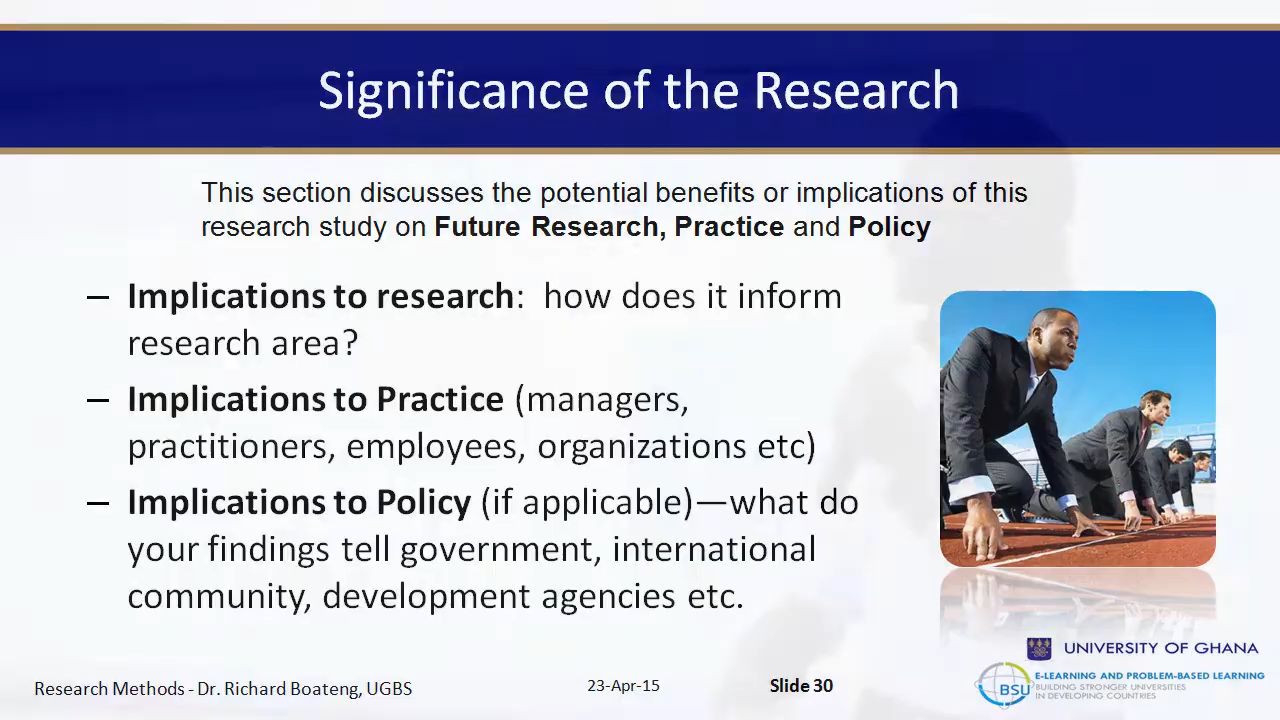 Significance of the Research
This section discusses the potential benefits or implications of this
research study on Future Research, Practice and Policy
– Implications to research:  how does it inform
research area?
– Implications to Practice (managers,
practitioners, employees, organizations etc)
– Implications to Policy (if applicable)—what do
your findings tell government, international
community, development agencies etc.
UNIVERSITY OF GHANA
BSU
E-LEARNING AND PROBLEM-BASED LEARNING
BUILDING STRONGER UNIVERSITIES
IN DEVELOPING COUNTRIES
Research Methods - Dr. Richard Boateng, UGBS
23-Apr-15
Slide 30